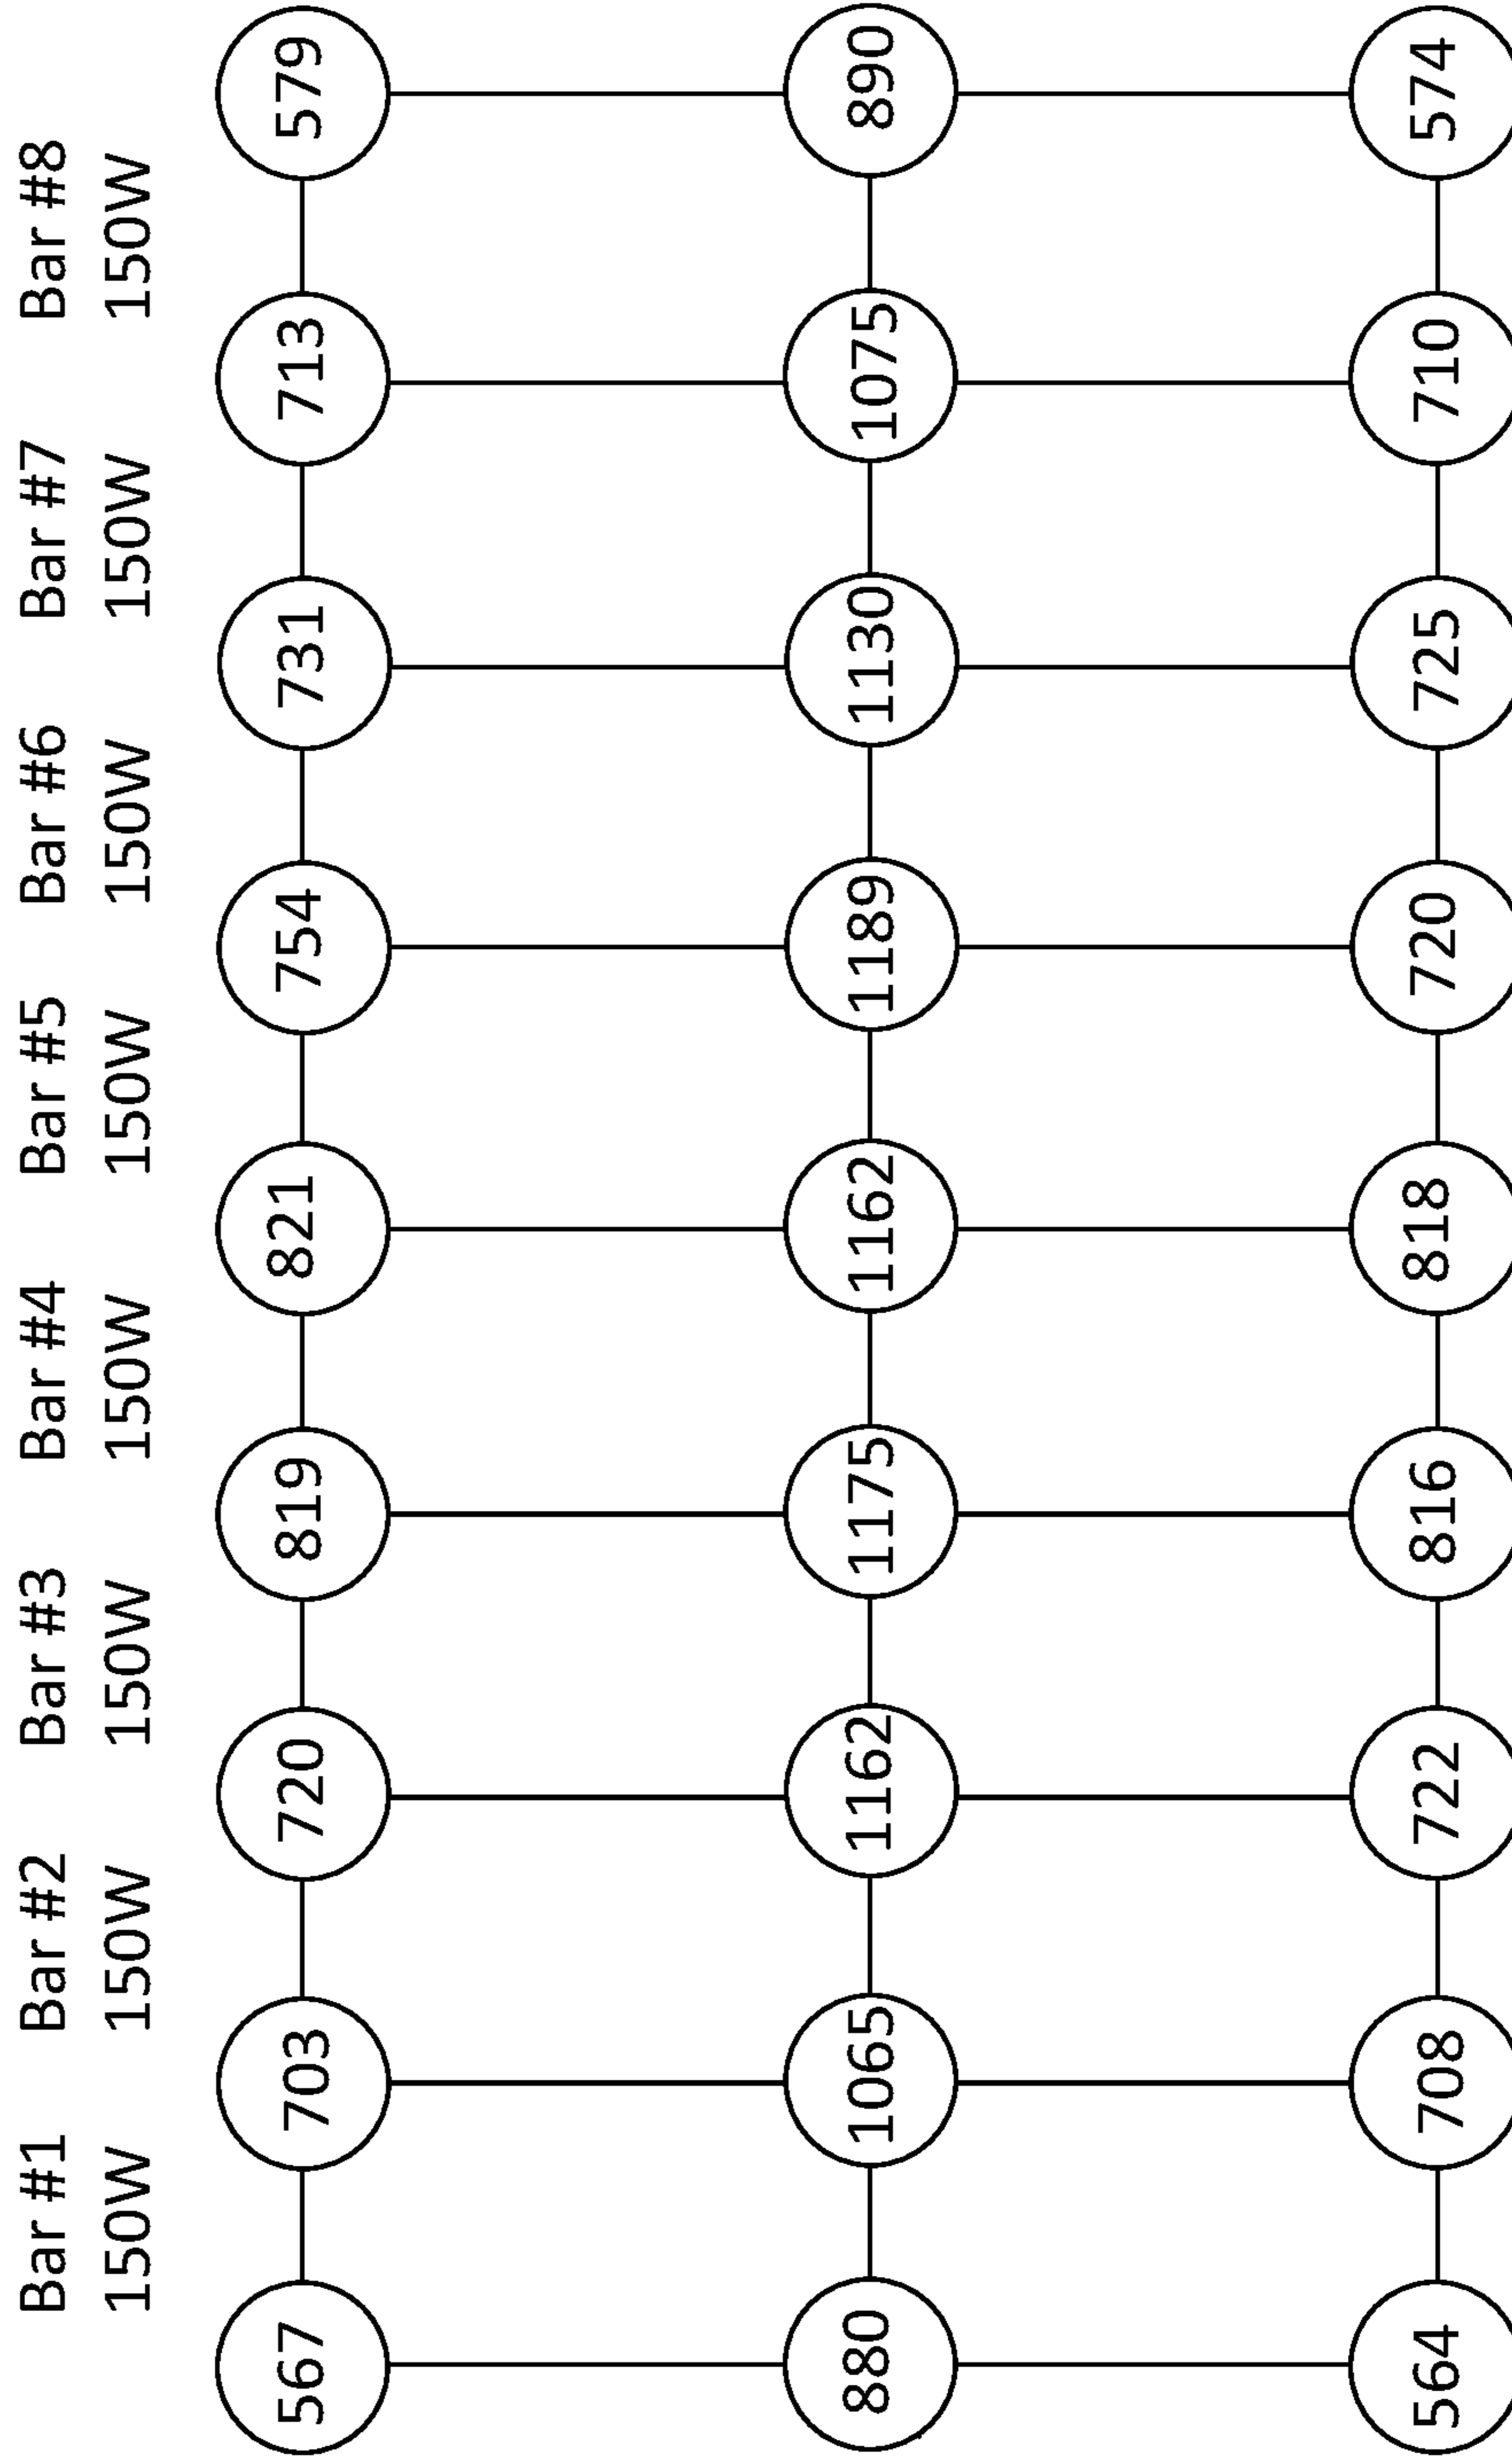 Bar #1 Bar #2 Bar #3 Bar #4 Bar #5 Bar #6 Bar #7 Bar #8
150W 150W 150W 150W 150W 150W 150W 150W
567 703 720 819 821 754 731 713 579
880 1065 1162 1175 1162 1189 1130 1075 890
564 708 722 816 818 720 725 710 574